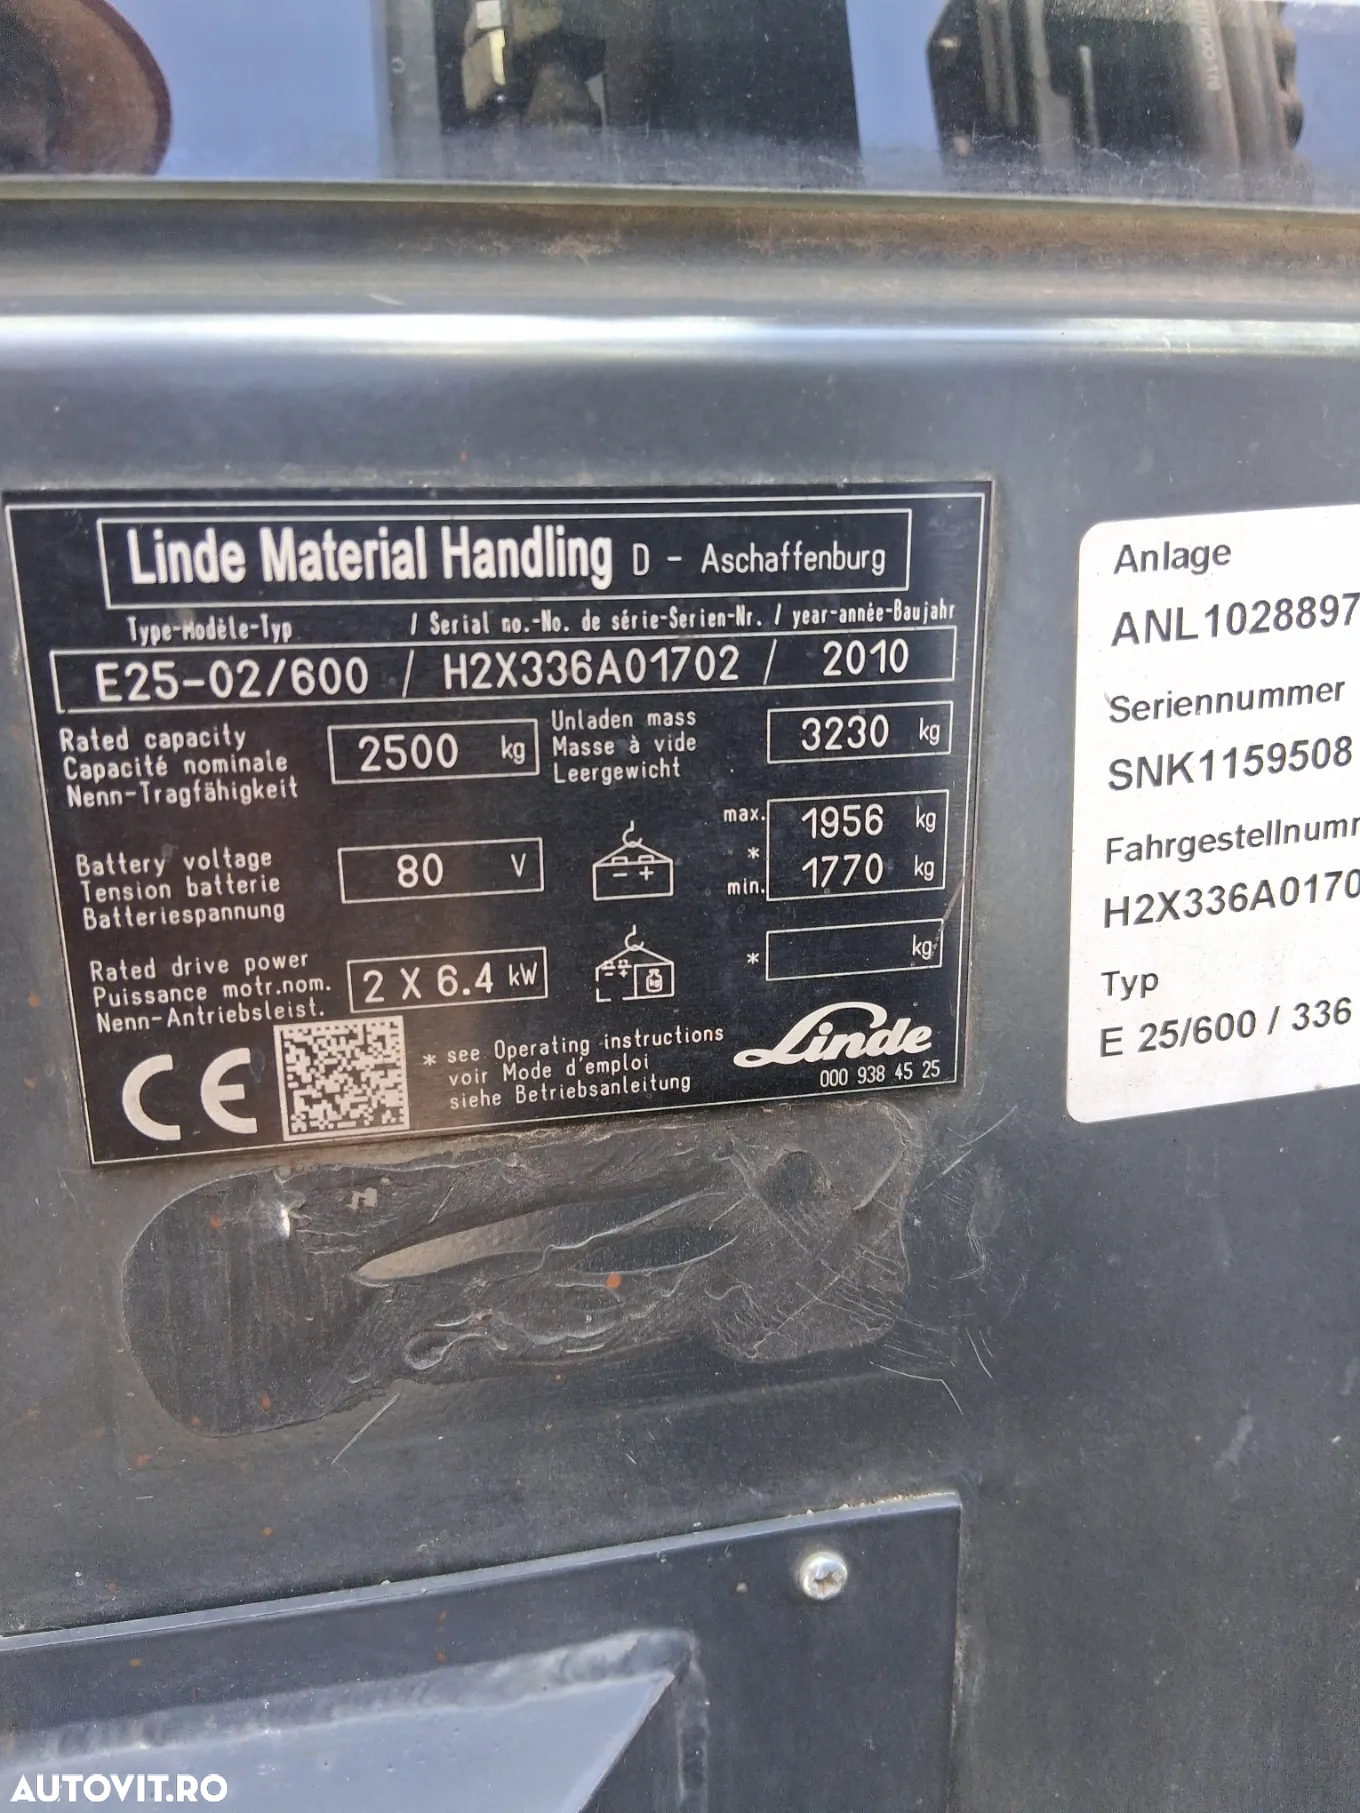 Linde Material Handling D - Aschaffenburg
Type-Modèle-Typ / Serial no.-No. de série-Serien-Nr. / year-année-Baujahr
E25-02/600 / H2X336A01702 / 2010
Rated capacity
Capacité nominale
Nenn-Tragfähigkeit
2500 kg
Unladen mass
Masse à vide
Leergewicht
3230 kg
Battery voltage
Tension batterie
Batteriespannung
80 V
- +
max. 1956 kg
*
min. 1770 kg
Rated drive power
Puissance motr.nom.
Nenn-Antriebsleist.
2 X 6.4 kW
- +
kg
* kg
CE
* see Operating instructions
voir Mode d'emploi
siehe Betriebsanleitung
Linde
000 938 45 25
Anlage
ANL1028897
Seriennummer
SNK1159508
Fahrgestellnumr
H2X336A0170
Typ
E 25/600 / 336
AUTOVIT.RO